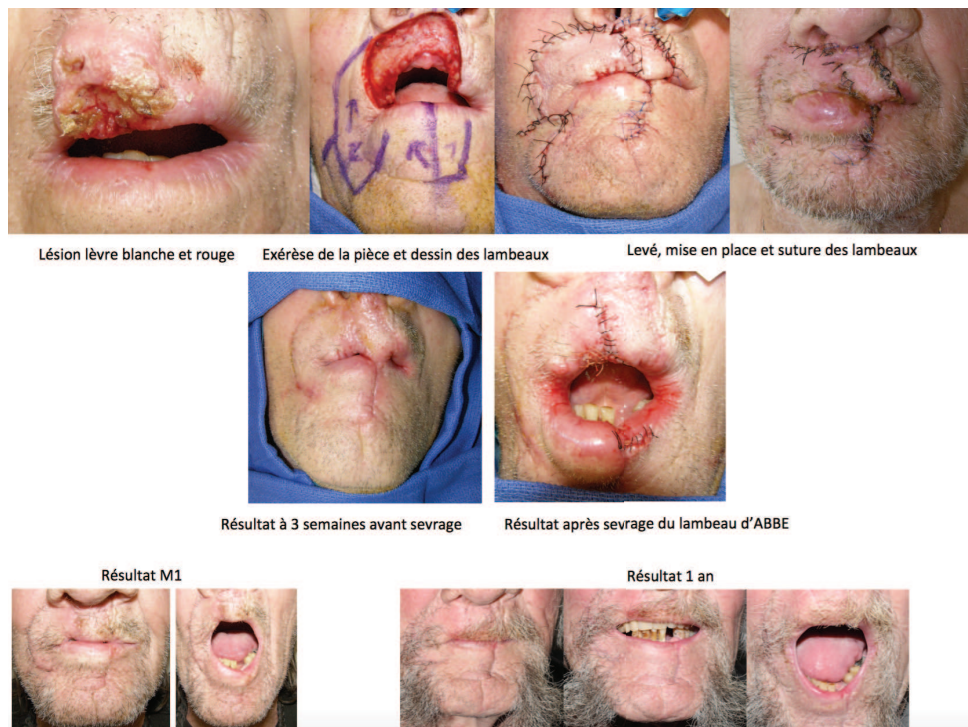 Lésion lèvre blanche et rouge
Exérèse de la pièce et dessin des lambeaux
Levé, mise en place et suture des lambeaux
Résultat à 3 semaines avant sevrage
Résultat après sevrage du lambeau d'ABBE
Résultat M1
Résultat 1 an